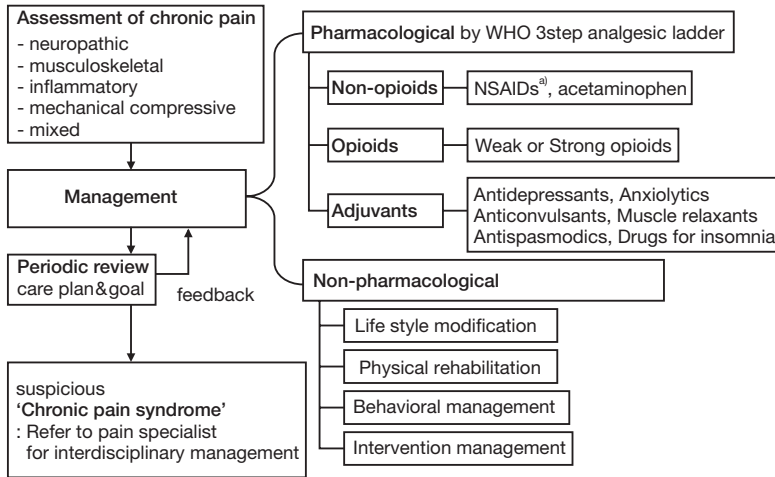 Assessment of chronic pain
- neuropathic
- musculoskeletal
- inflammatory
- mechanical compressive
- mixed
Management
Periodic review
care plan&goal
feedback
suspicious
‘Chronic pain syndrome’
: Refer to pain specialist
for interdisciplinary management
Pharmacological by WHO 3step analgesic ladder
Non-opioids
NSAIDs a), acetaminophen
Opioids
Weak or Strong opioids
Adjuvants
Antidepressants, Anxiolytics
Anticonvulsants, Muscle relaxants
Antispasmodics, Drugs for insomnia
Non-pharmacological
Life style modification
Physical rehabilitation
Behavioral management
Intervention management